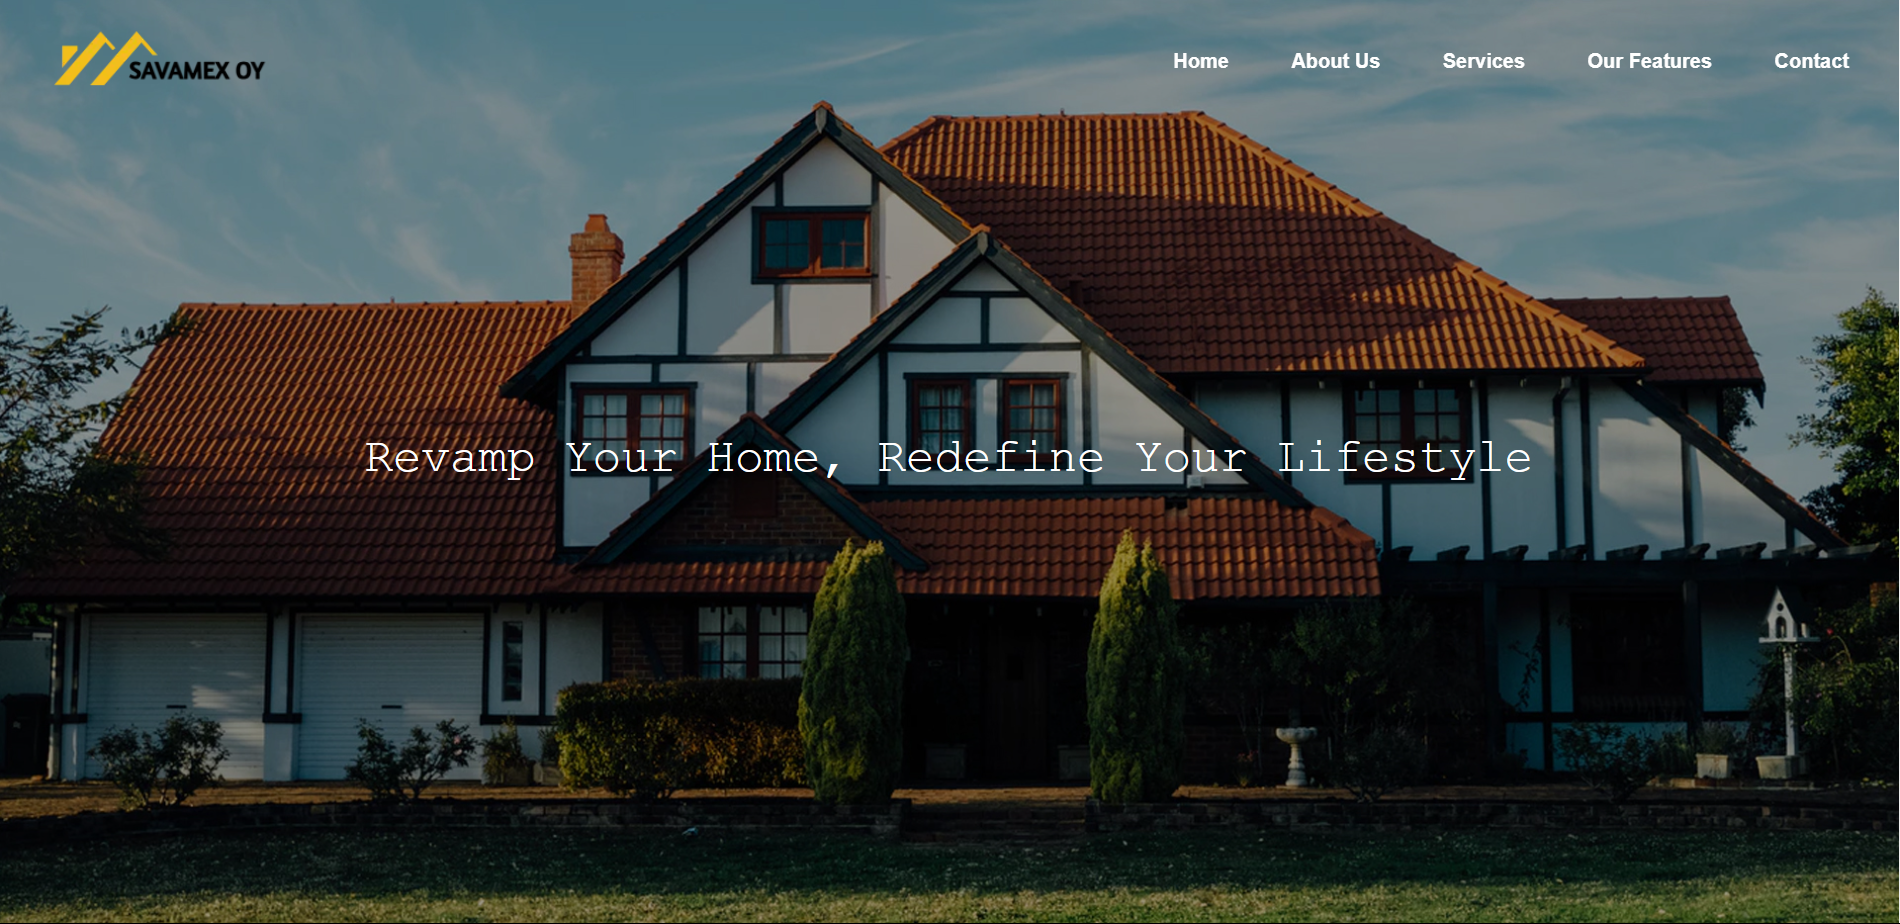 SAVAMEX OY
Home About Us Services Our Features Contact
Revamp Your Home, Redefine Your Lifestyle